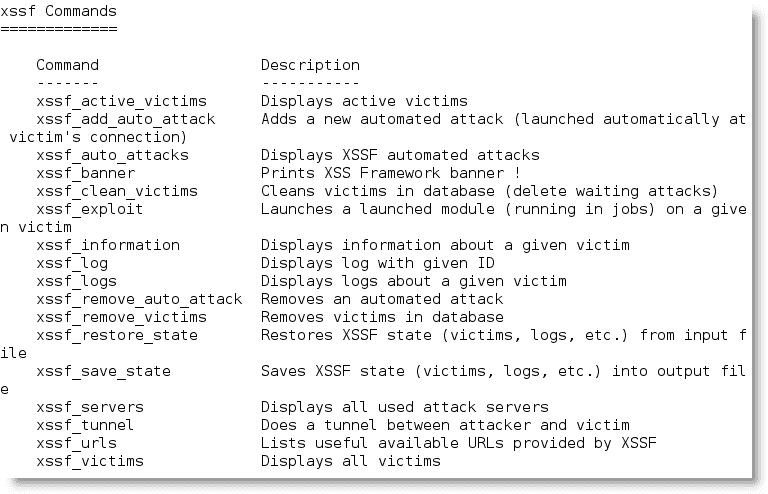 xssf Commands
=============
Command Description
------- -----------
xssf_active_victims Displays active victims
xssf_add_auto_attack Adds a new automated attack (launched automatically at
victim's connection)
xssf_auto_attacks Displays XSSF automated attacks
xssf_banner Prints XSS Framework banner !
xssf_clean_victims Cleans victims in database (delete waiting attacks)
xssf_exploit Launches a launched module (running in jobs) on a give
n victim
xssf_information Displays information about a given victim
xssf_log Displays log with given ID
xssf_logs Displays logs about a given victim
xssf_remove_auto_attack Removes an automated attack
xssf_remove_victims Removes victims in database
xssf_restore_state Restores XSSF state (victims, logs, etc.) from input f
ile
xssf_save_state Saves XSSF state (victims, logs, etc.) into output fil
e
xssf_servers Displays all used attack servers
xssf_tunnel Does a tunnel between attacker and victim
xssf_urls Lists useful available URLs provided by XSSF
xssf_victims Displays all victims